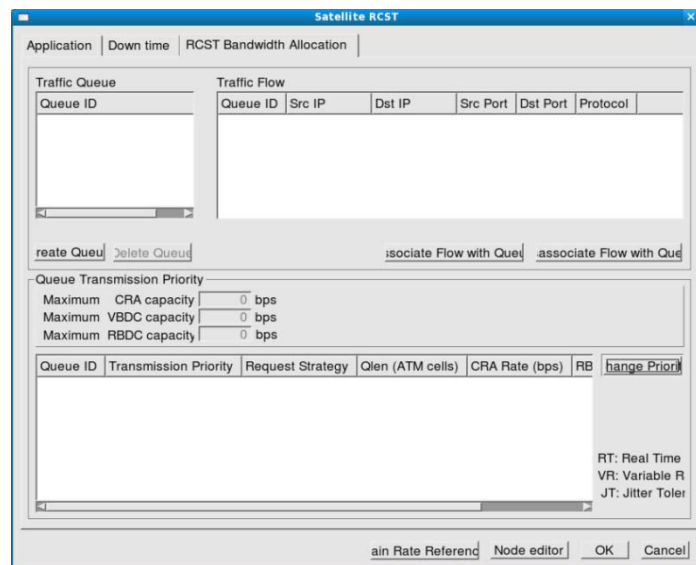 Satellite RCST
Application Down time RCST Bandwidth Allocation
Traffic Queue Traffic Flow
Queue ID Queue ID Src IP Dst IP Src Port Dst Port Protocol
reate Queu Delete Queue ssociate Flow with Queu associate Flow with Que
Queue Transmission Priority
Maximum CRA capacity 0 bps
Maximum VBDC capacity 0 bps
Maximum RBDC capacity 0 bps
Queue ID Transmission Priority Request Strategy Qlen (ATM cells) CRA Rate (bps) RB hange Priorit
RT: Real Time
VR: Variable R
JT: Jitter Toler
ain Rate Referenc Node editor OK Cancel